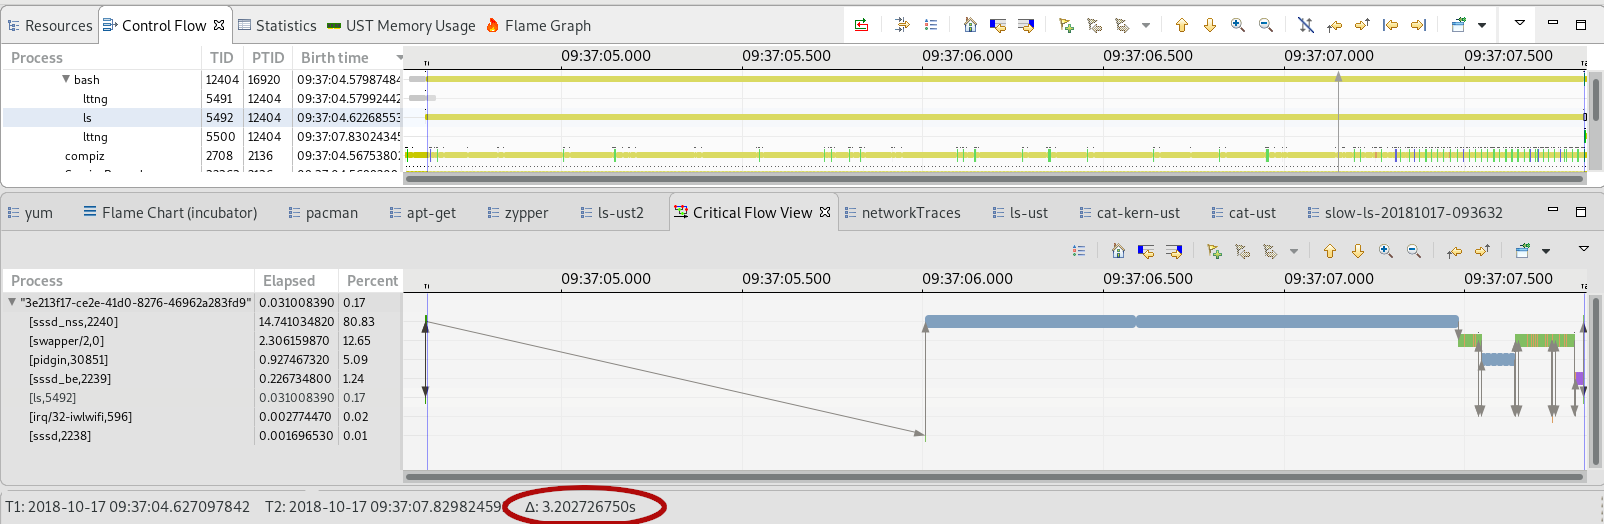 Resources Control Flow Statistics UST Memory Usage Flame Graph
Process TID PTID Birth time 09:37:05.000 09:37:05.500 09:37:06.000 09:37:06.500 09:37:07.000 09:37:07.500
bash 12404 16920 09:37:04.57987484
lttng 5491 12404 09:37:04.57992442
ls 5492 12404 09:37:04.62268553
lttng 5500 12404 09:37:07.83024345
compiz 2708 2136 09:37:04.56753802
yum Flame Chart (incubator) pacman apt-get zypper ls-ust2 Critical Flow View networkTraces ls-ust cat-kern-ust cat-ust slow-ls-20181017-093632
Process Elapsed Percent 09:37:05.000 09:37:05.500 09:37:06.000 09:37:06.500 09:37:07.000 09:37:07.500
"3e213f17-ce2e-41d0-8276-46962a283fd9" 0.031008390 0.17
[sssd_nss,2240] 14.741034820 80.83
[swapper/2,0] 2.306159870 12.65
[pidgin,30851] 0.927467320 5.09
[sssd_be,2239] 0.226734800 1.24
[ls,5492] 0.031008390 0.17
[irq/32-iwlwifi,596] 0.002774470 0.02
[sssd,2238] 0.001696530 0.01
T1: 2018-10-17 09:37:04.627097842 T2: 2018-10-17 09:37:07.82982459 Δ: 3.202726750s